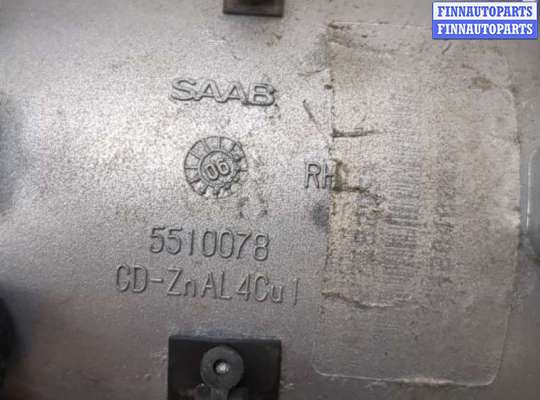 FINNAUTOPARTS
FINNAUTOPARTS
SAAB
06
RH
5510078
CD-ZnAL4Cu1